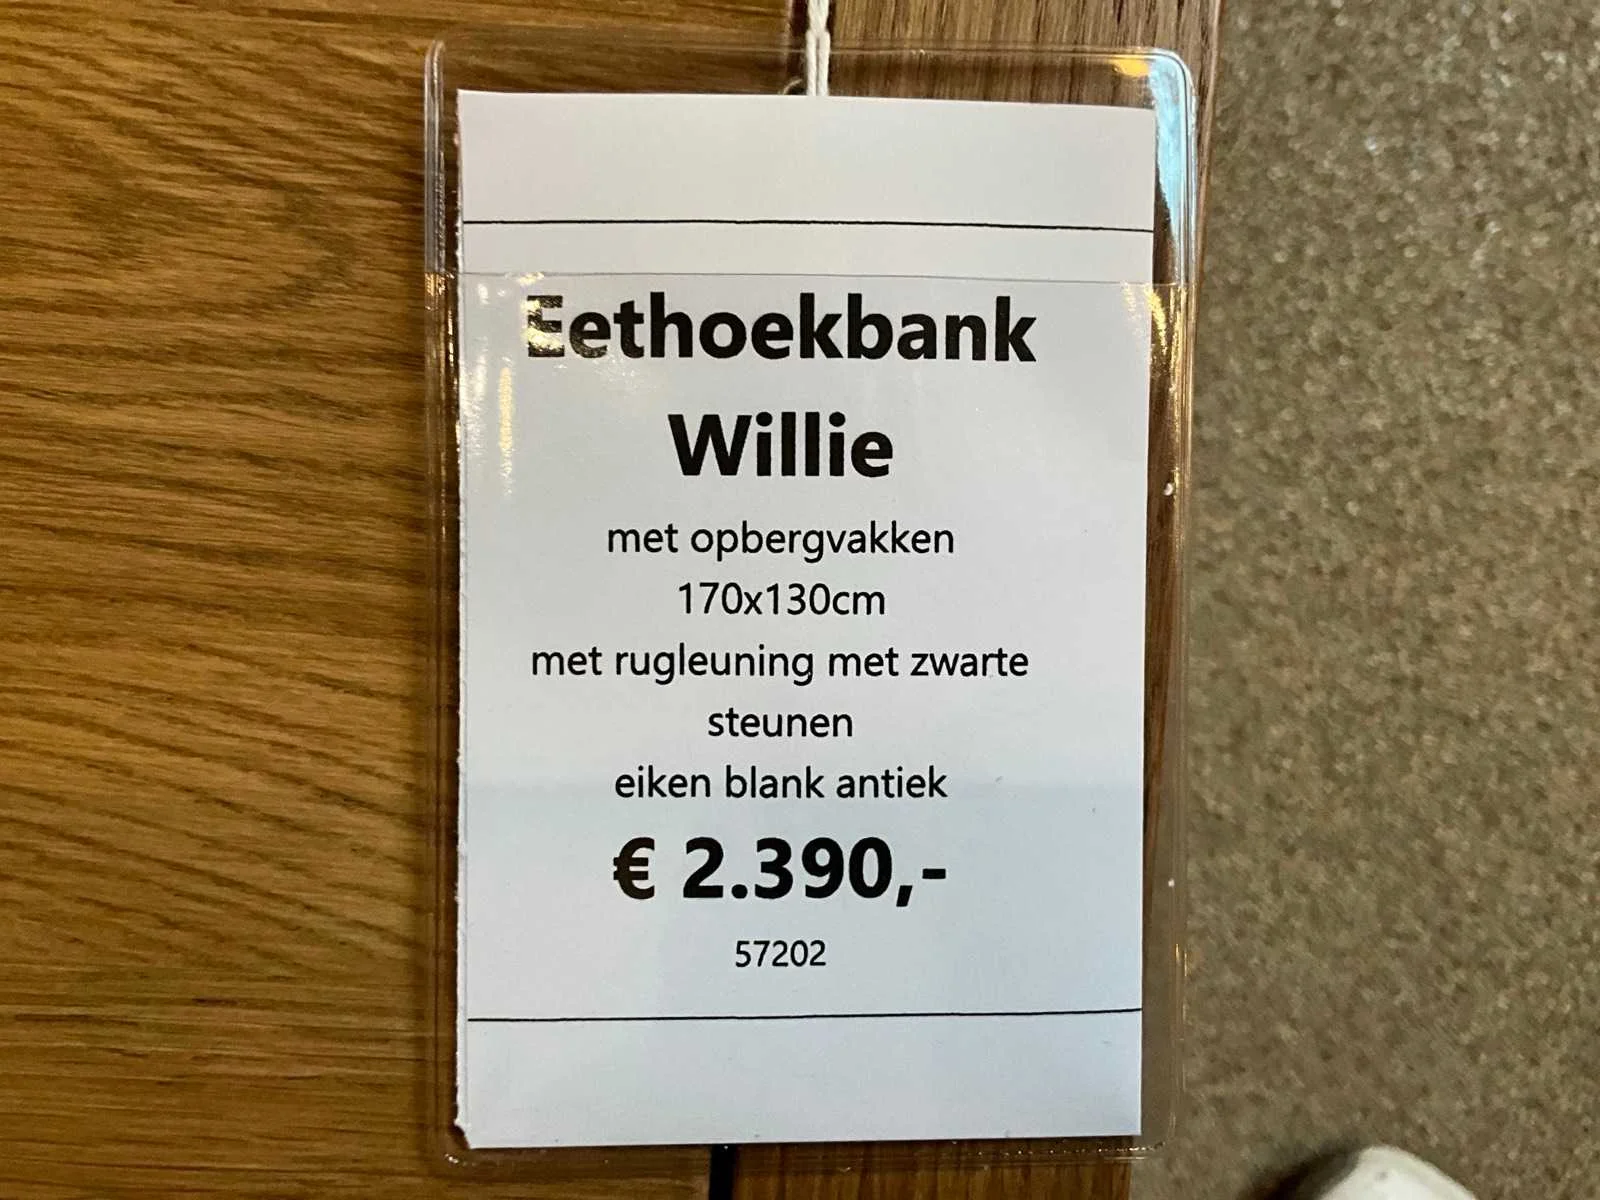 Eethoekbank
Willie
met opbergvakken
170x130cm
met rugleuning met zwarte
steunen
eiken blank antiek
€ 2.390,-
57202